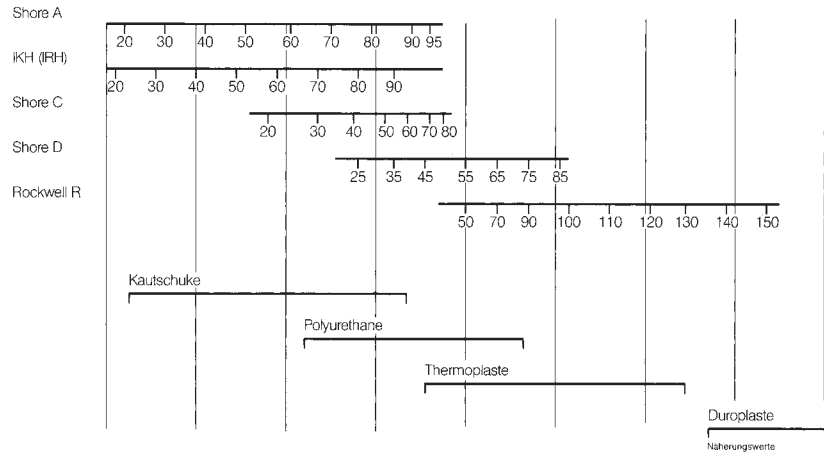 Shore A
20 30 40 50 60 70 80 90 95
IKH (IRH)
20 30 40 50 60 70 80 90
Shore C
20 30 40 50 60 70 80
Shore D
25 35 45 55 65 75 85
Rockwell R
50 70 90 100 110 120 130 140 150
Kautschuke
Polyurethane
Thermoplaste
Duroplaste
Näherungswerte